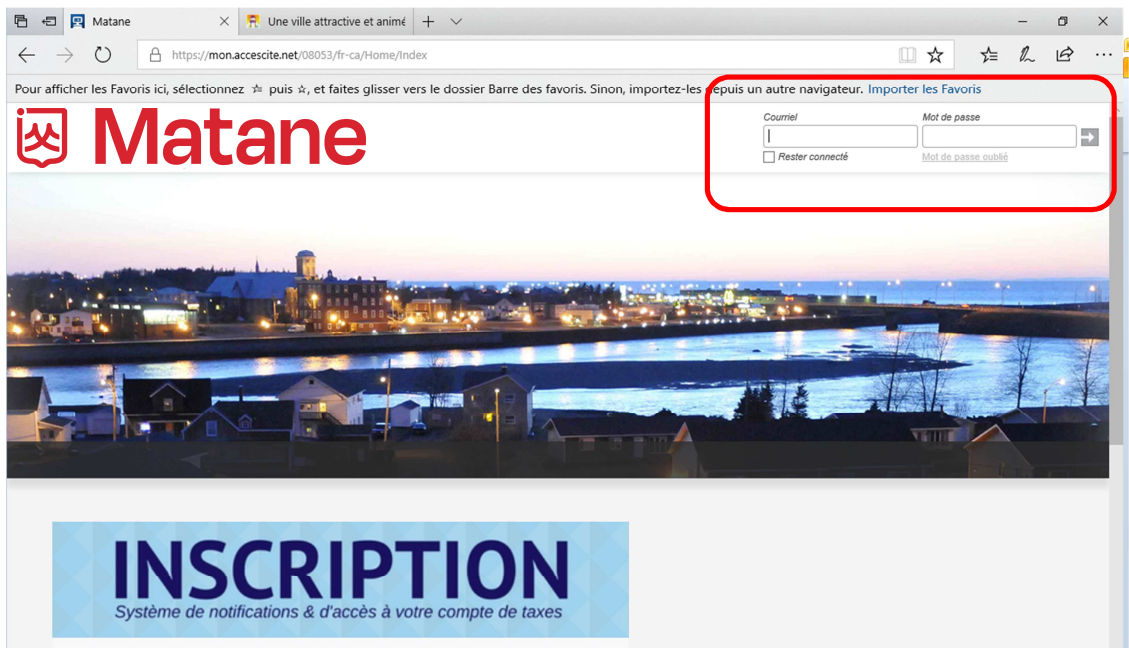 Matane
Une ville attractive et animé
https://mon.accescite.net/08053/fr-ca/Home/Index
Pour afficher les Favoris ici, sélectionnez puis ☆, et faites glisser vers le dossier Barre des favoris. Sinon, importez-les depuis un autre navigateur. Importer les Favoris
Matane
Courriel
Mot de passe
Rester connecté
Mot de passe oublié
INSCRIPTION
Système de notifications & d'accès à votre compte de taxes